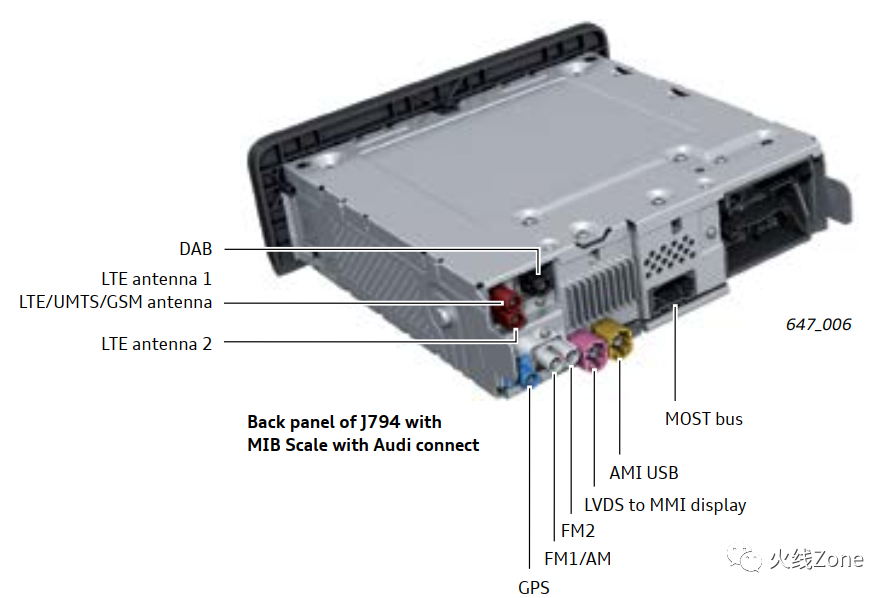 DAB
LTE antenna 1
LTE/UMTS/GSM antenna
LTE antenna 2
647_006
Back panel of J794 with
MIB Scale with Audi connect
MOST bus
AMI USB
LVDS to MMI display
FM2
FM1/AM
GPS
火线Zone